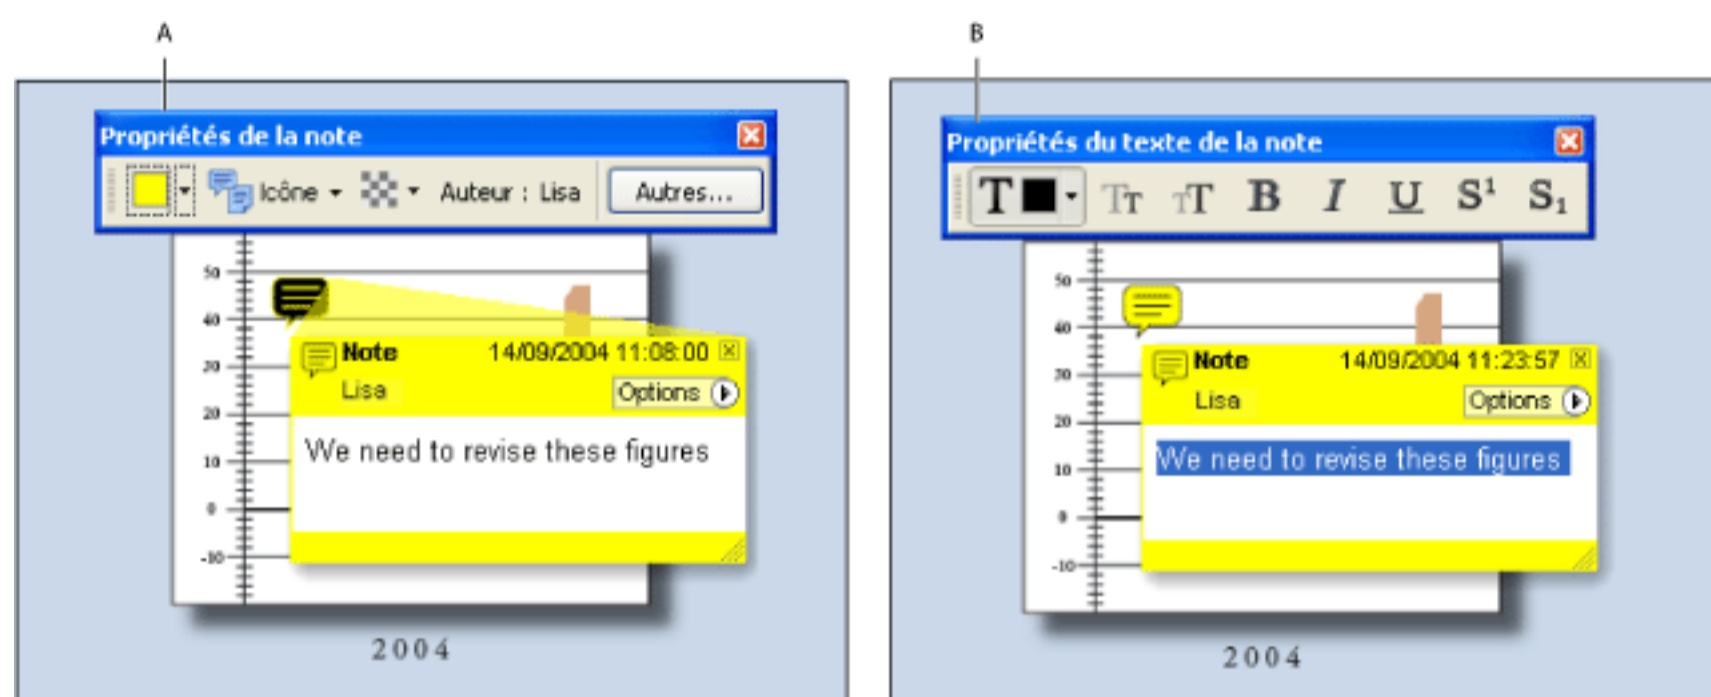 A
Propriétés de la note
Icône
Auteur : Lisa
Autres...
50
40
30
20
10
0
-10
Note 14/09/2004 11:08:00
Lisa Options
We need to revise these figures
2004
B
Propriétés du texte de la note
T TT TT B I U S1 S1
50
40
30
20
10
0
-10
Note 14/09/2004 11:23:57
Lisa Options
We need to revise these figures
2004